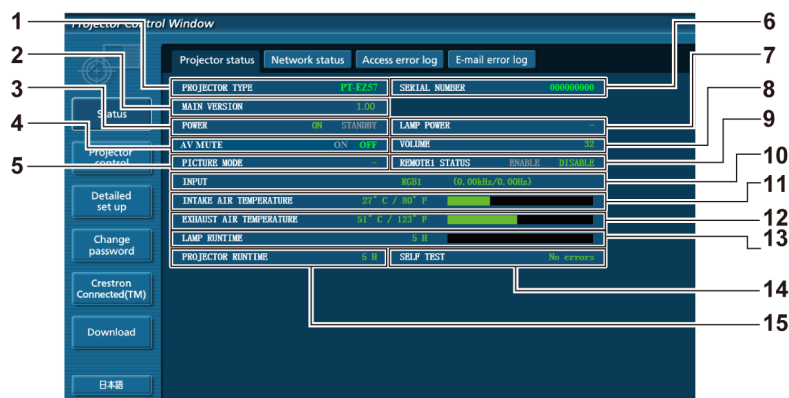 Projector Control Window
Projector status Network status Access error log E-mail error log
PROJECTOR TYPE PT-EZ57 SERIAL NUMBER 000000000
MAIN VERSION 1.00
POWER ON STANDBY LAMP POWER -
AV MUTE ON OFF VOLUME 32
PICTURE MODE - REMOTE1 STATUS ENABLE DISABLE
INPUT RGB1 (0.00kHz/0.00Hz)
INTAKE AIR TEMPERATURE 27° C / 80° F
EXHAUST AIR TEMPERATURE 51° C / 123° F
LAMP RUNTIME 5 H
PROJECTOR RUNTIME 5 H SELF TEST No errors
Status
Projector
control
Detailed
set up
Change
password
Crestron
Connected(TM)
Download
日本語
1
2
3
4
5
6
7
8
9
10
11
12
13
14
15